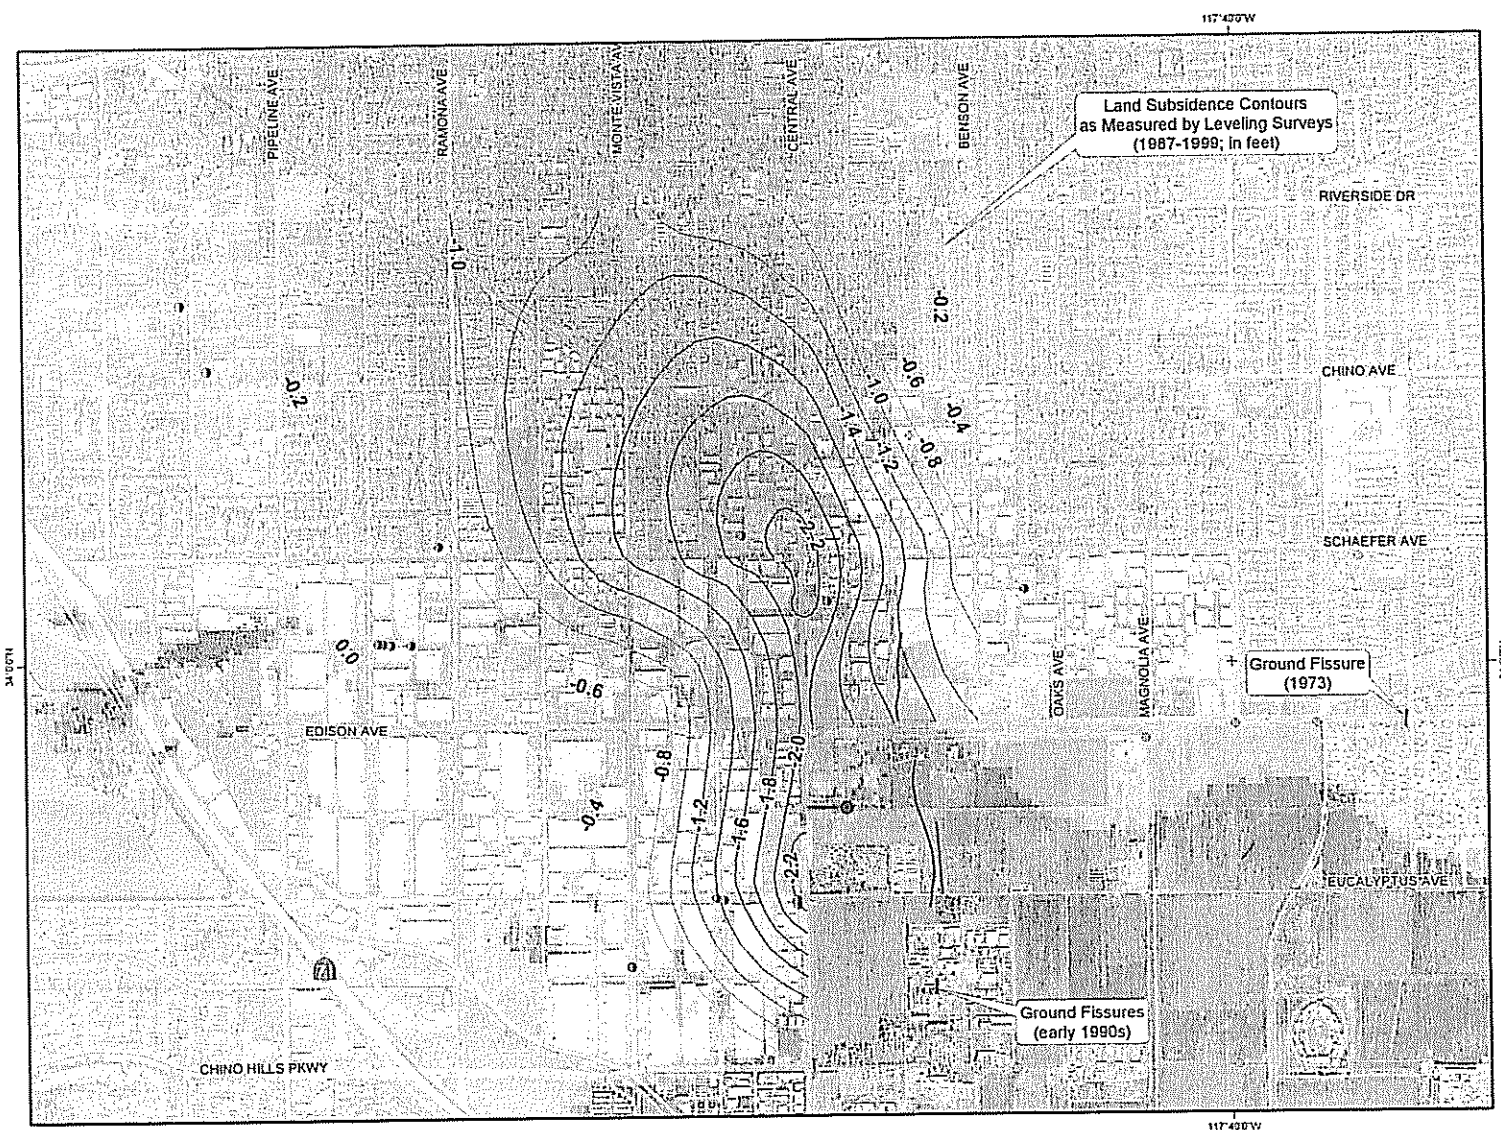 117°40'0"W
PIPELINE AVE
RAMONA AVE
MONTE VISTA AVE
CENTRAL AVE
BENSON AVE
Land Subsidence Contours
as Measured by Leveling Surveys
(1987-1999; in feet)
RIVERSIDE DR
-1.0
-0.2
-0.6
CHINO AVE
-0.2
-1.0
-0.4
-1.4
-0.8
-1.2
-2.2
SCHAEFER AVE
34°0'0"N
0.0
OAKS AVE
MAGNOLIA AVE
Ground Fissure
(1973)
-0.6
EDISON AVE
-2.0
-0.8
-1.8
-0.4
-1.2
-1.6
-2.2
EUCALYPTUS AVE
Ground Fissures
(early 1990s)
CHINO HILLS PKWY
117°40'0"W